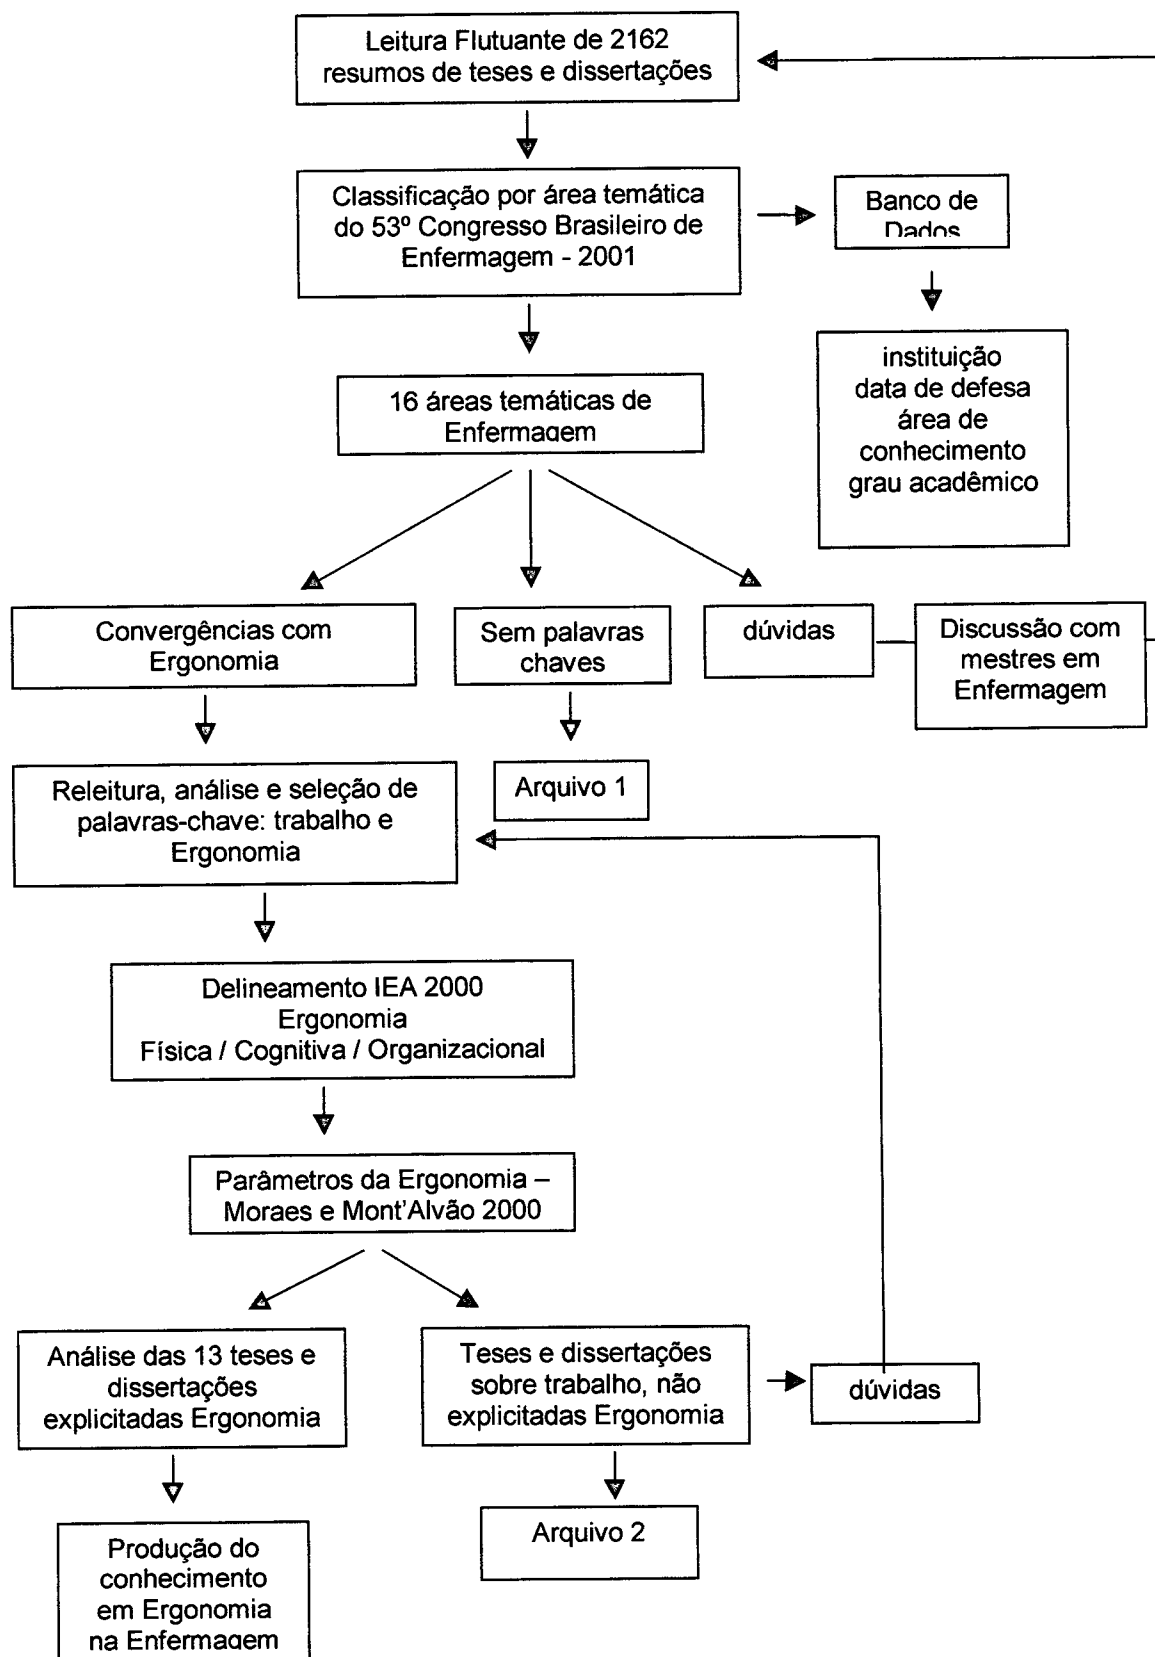 Leitura Flutuante de 2162
resumos de teses e dissertações
Classificação por área temática
do 53º Congresso Brasileiro de
Enfermagem - 2001
Banco de
Dados
16 áreas temáticas de
Enfermagem
instituição
data de defesa
área de
conhecimento
grau acadêmico
Convergências com
Ergonomia
Sem palavras
chaves
dúvidas
Discussão com
mestres em
Enfermagem
Releitura, análise e seleção de
palavras-chave: trabalho e
Ergonomia
Arquivo 1
Delineamento IEA 2000
Ergonomia
Física / Cognitiva / Organizacional
Parâmetros da Ergonomia –
Moraes e Mont'Alvão 2000
Análise das 13 teses e
dissertações
explicitadas Ergonomia
Teses e dissertações
sobre trabalho, não
explicitadas Ergonomia
dúvidas
Arquivo 2
Produção do
conhecimento
em Ergonomia
na Enfermagem